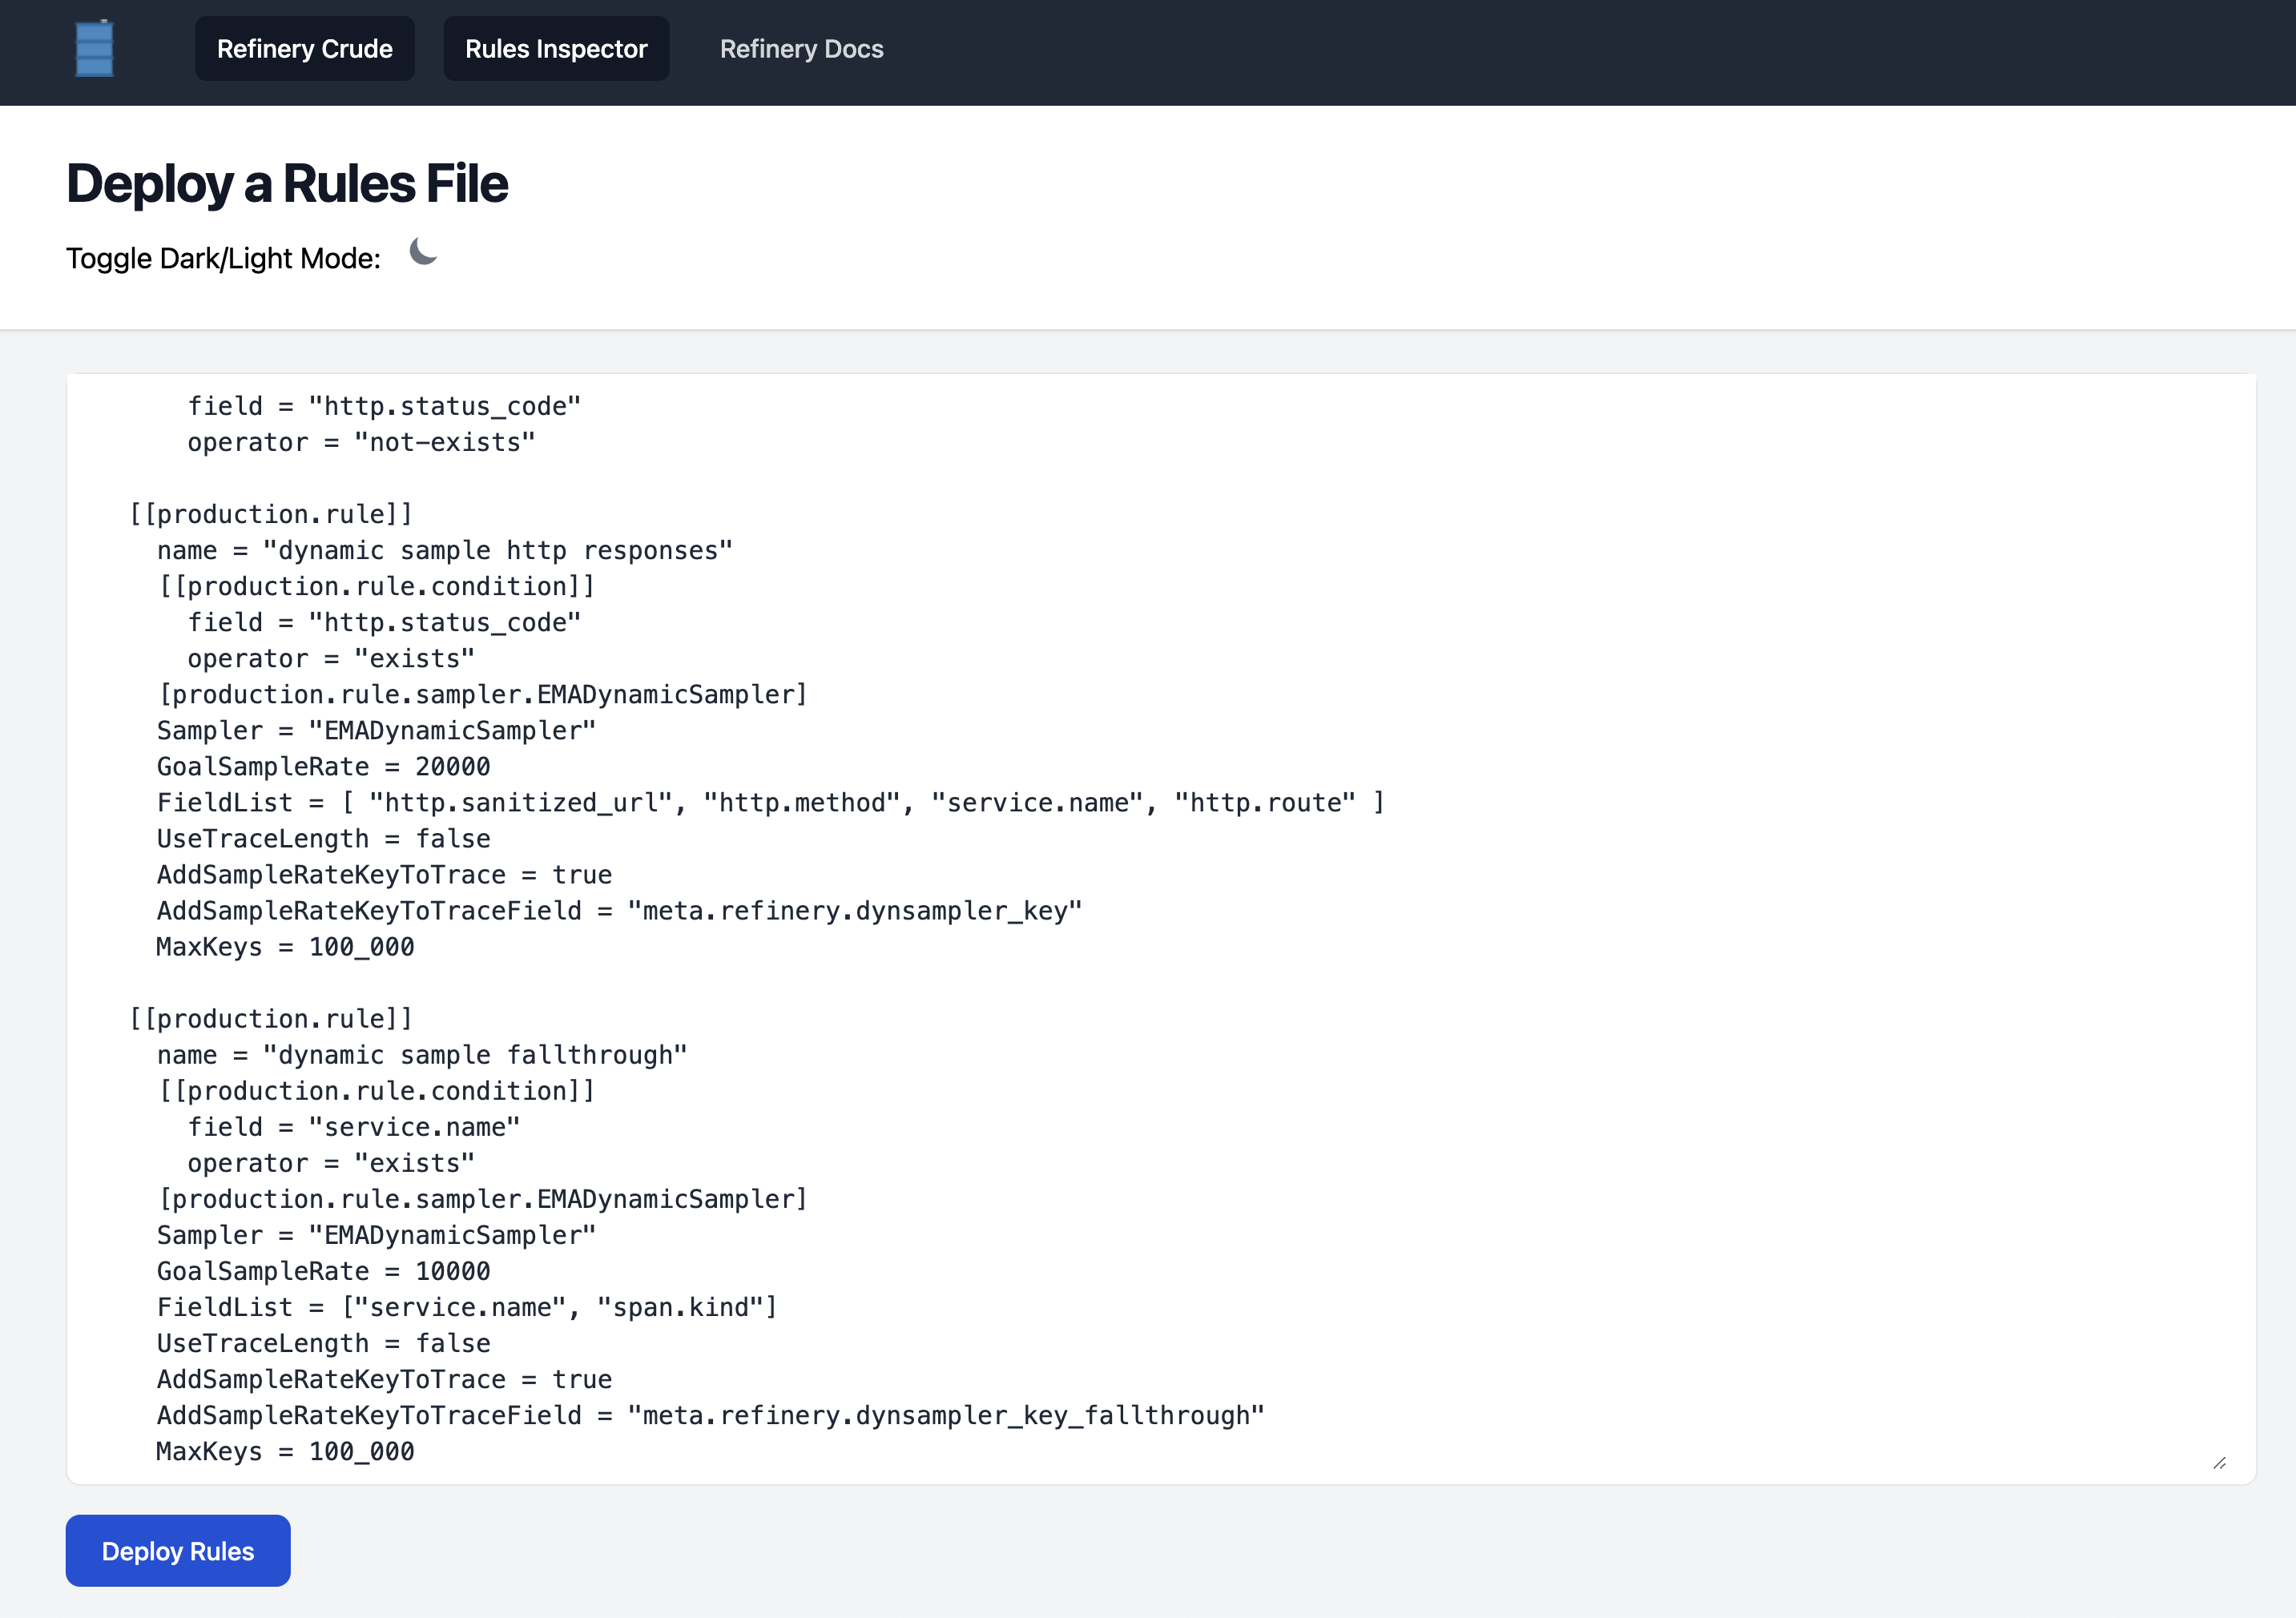 Refinery Crude
Rules Inspector
Refinery Docs
Deploy a Rules File
Toggle Dark/Light Mode:
field = "http.status_code"
operator = "not-exists"
[[production.rule]]
name = "dynamic sample http responses"
[[production.rule.condition]]
field = "http.status_code"
operator = "exists"
[production.rule.sampler.EMADynamicSampler]
Sampler = "EMADynamicSampler"
GoalSampleRate = 20000
FieldList = [ "http.sanitized_url", "http.method", "service.name", "http.route" ]
UseTraceLength = false
AddSampleRateKeyToTrace = true
AddSampleRateKeyToTraceField = "meta.refinery.dynsampler_key"
MaxKeys = 100_000
[[production.rule]]
name = "dynamic sample fallthrough"
[[production.rule.condition]]
field = "service.name"
operator = "exists"
[production.rule.sampler.EMADynamicSampler]
Sampler = "EMADynamicSampler"
GoalSampleRate = 10000
FieldList = ["service.name", "span.kind"]
UseTraceLength = false
AddSampleRateKeyToTrace = true
AddSampleRateKeyToTraceField = "meta.refinery.dynsampler_key_fallthrough"
MaxKeys = 100_000
Deploy Rules